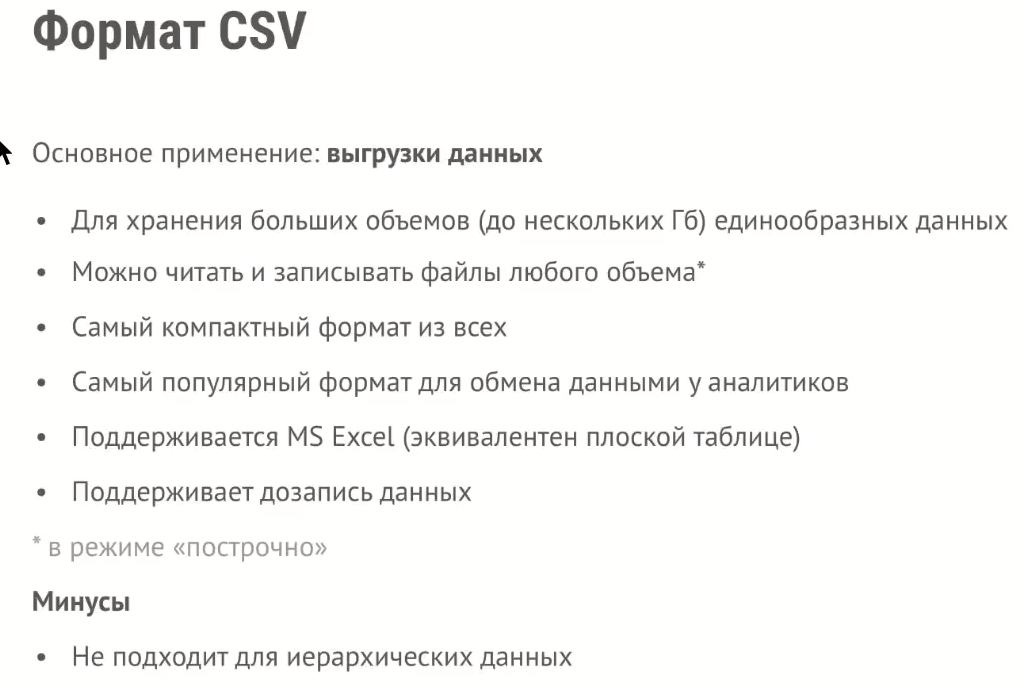 Формат CSV
Основное применение: выгрузки данных
• Для хранения больших объемов (до нескольких Гб) единообразных данных
• Можно читать и записывать файлы любого объема*
• Самый компактный формат из всех
• Самый популярный формат для обмена данными у аналитиков
• Поддерживается MS Excel (эквивалентен плоской таблице)
• Поддерживает дозапись данных
* в режиме «построчно»
Минусы
• Не подходит для иерархических данных